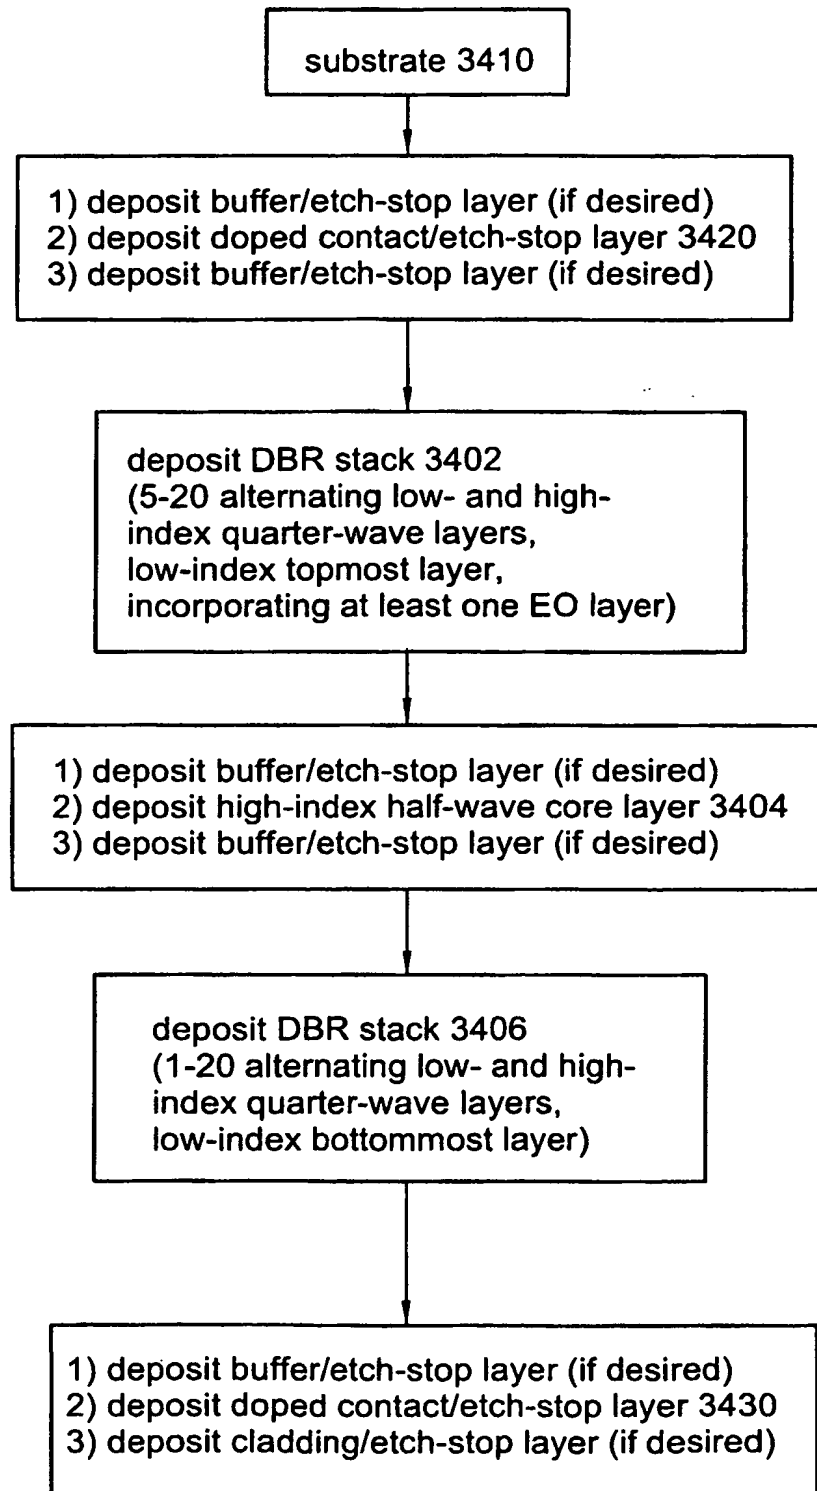 substrate 3410
1) deposit buffer/etch-stop layer (if desired)
2) deposit doped contact/etch-stop layer 3420
3) deposit buffer/etch-stop layer (if desired)
deposit DBR stack 3402
(5-20 alternating low- and high-
index quarter-wave layers,
low-index topmost layer,
incorporating at least one EO layer)
1) deposit buffer/etch-stop layer (if desired)
2) deposit high-index half-wave core layer 3404
3) deposit buffer/etch-stop layer (if desired)
deposit DBR stack 3406
(1-20 alternating low- and high-
index quarter-wave layers,
low-index bottommost layer)
1) deposit buffer/etch-stop layer (if desired)
2) deposit doped contact/etch-stop layer 3430
3) deposit cladding/etch-stop layer (if desired)